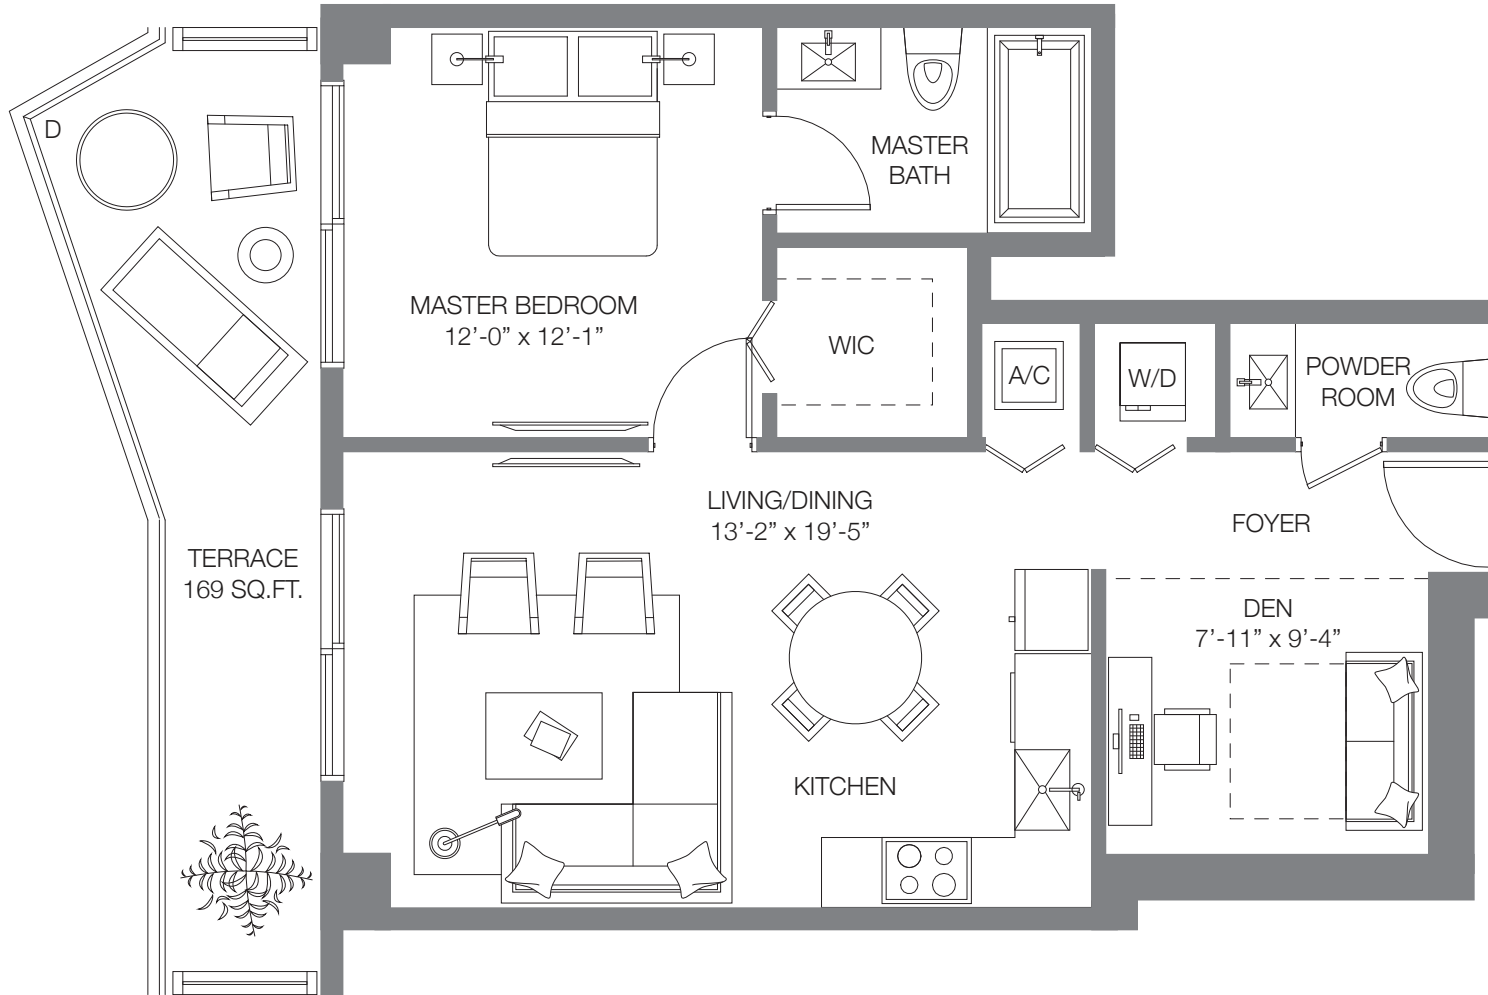 D
MASTER
BATH
MASTER BEDROOM
12’-0” x 12’-1”
WIC
A/C
W/D
POWDER
ROOM
LIVING/DINING
13’-2” x 19’-5”
FOYER
TERRACE
169 SQ.FT.
DEN
7’-11” x 9’-4”
KITCHEN